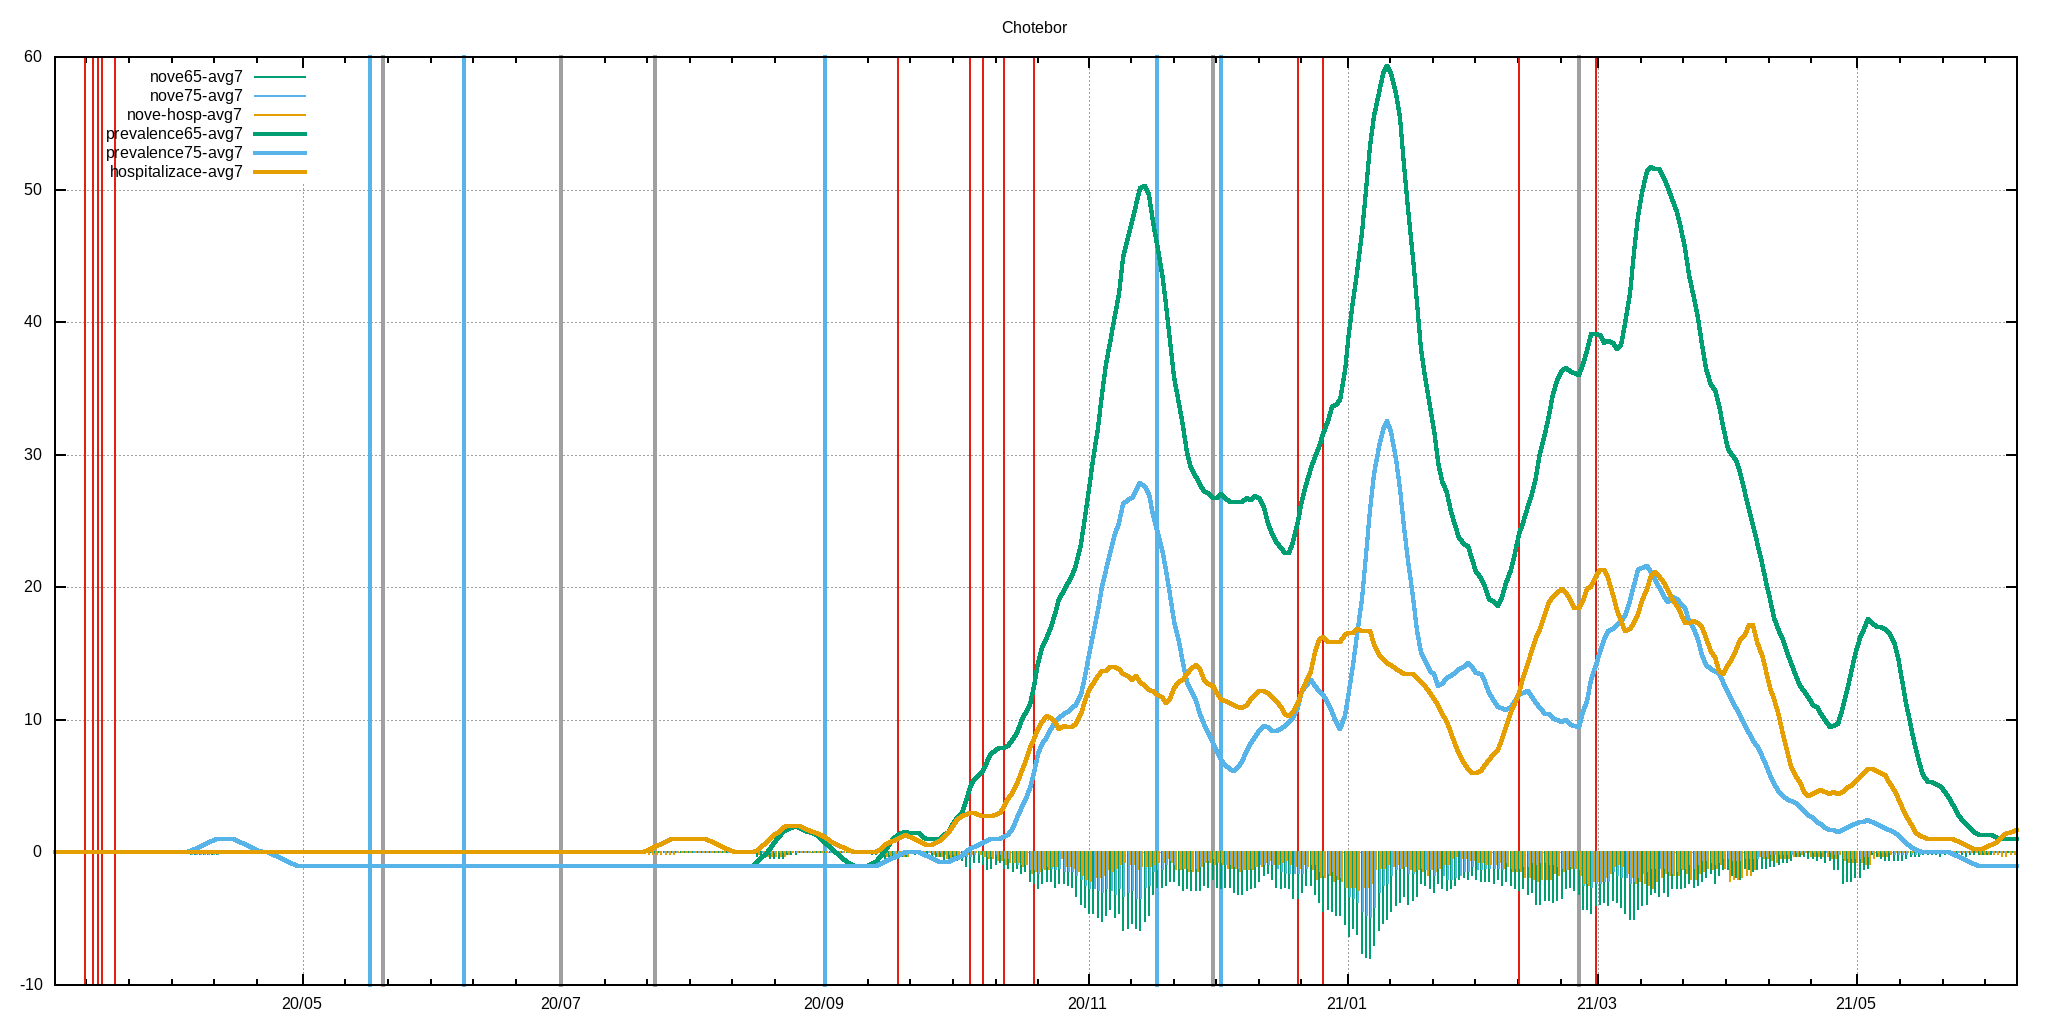 Chotebor
60
50
40
30
20
10
0
-10
nove65-avg7
nove75-avg7
nove-hosp-avg7
prevalence65-avg7
prevalence75-avg7
hospitalizace-avg7
20/05 20/07 20/09 20/11 21/01 21/03 21/05